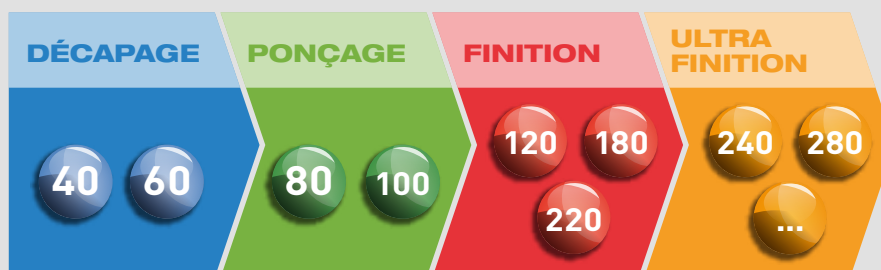 DÉCAPAGE
PONÇAGE
FINITION
ULTRA
FINITION
40 60
80 100
120 180
220
240 280
...